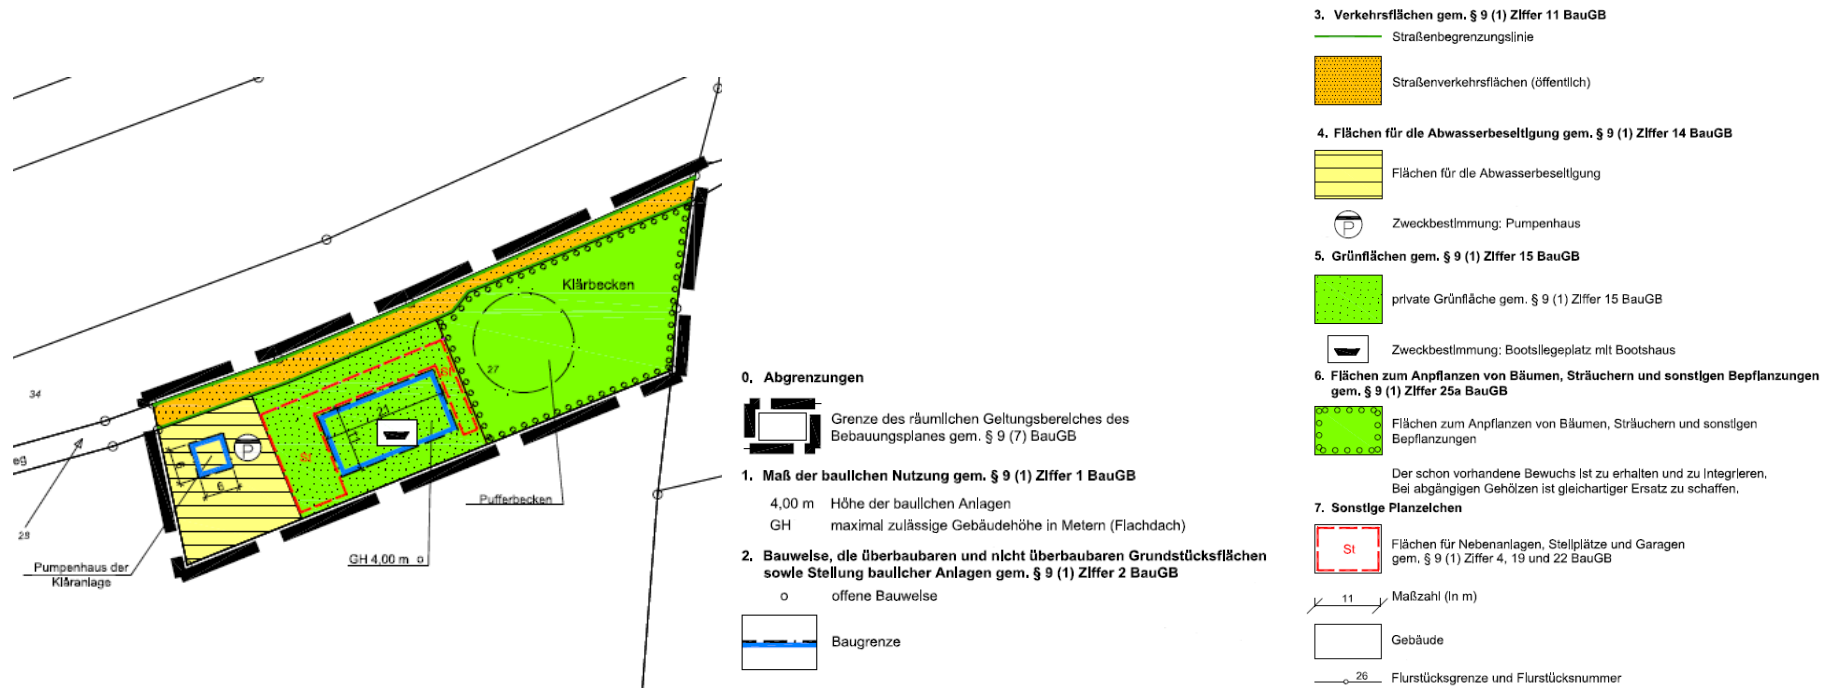 Klärbecken
27
34
21
11
St
St
eg
P
6
6
28
Pufferbecken
Pumpenhaus der
Kläranlage
GH 4,00 m o
0. Abgrenzungen
Grenze des räumlichen Geltungsbereiches des
Bebauungsplanes gem. § 9 (7) BauGB
1. Maß der baulichen Nutzung gem. § 9 (1) Ziffer 1 BauGB
4,00 m Höhe der baulichen Anlagen
GH maximal zulässige Gebäudehöhe in Metern (Flachdach)
2. Bauweise, die überbaubaren und nicht überbaubaren Grundstücksflächen
sowie Stellung baulicher Anlagen gem. § 9 (1) Ziffer 2 BauGB
o offene Bauweise
Baugrenze
3. Verkehrsflächen gem. § 9 (1) Ziffer 11 BauGB
Straßenbegrenzungslinie
Straßenverkehrsflächen (öffentlich)
4. Flächen für die Abwasserbeseitigung gem. § 9 (1) Ziffer 14 BauGB
Flächen für die Abwasserbeseitigung
P Zweckbestimmung: Pumpenhaus
5. Grünflächen gem. § 9 (1) Ziffer 15 BauGB
private Grünfläche gem. § 9 (1) Ziffer 15 BauGB
Zweckbestimmung: Bootsliegeplatz mit Bootshaus
6. Flächen zum Anpflanzen von Bäumen, Sträuchern und sonstigen Bepflanzungen
gem. § 9 (1) Ziffer 25a BauGB
Flächen zum Anpflanzen von Bäumen, Sträuchern und sonstigen
Bepflanzungen
Der schon vorhandene Bewuchs ist zu erhalten und zu integrieren.
Bei abgängigen Gehölzen ist gleichartiger Ersatz zu schaffen.
7. Sonstige Planzeichen
St Flächen für Nebenanlagen, Stellplätze und Garagen
gem. § 9 (1) Ziffer 4, 19 und 22 BauGB
11 Maßzahl (in m)
Gebäude
26 Flurstücksgrenze und Flurstücksnummer